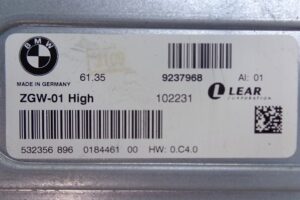 BMW
MADE IN GERMANY 61.35 9237968 AI: 01
ZGW-01 High 102231 LEAR
CORPORATION
532356 896 0184461 00 HW: 0.C4.0